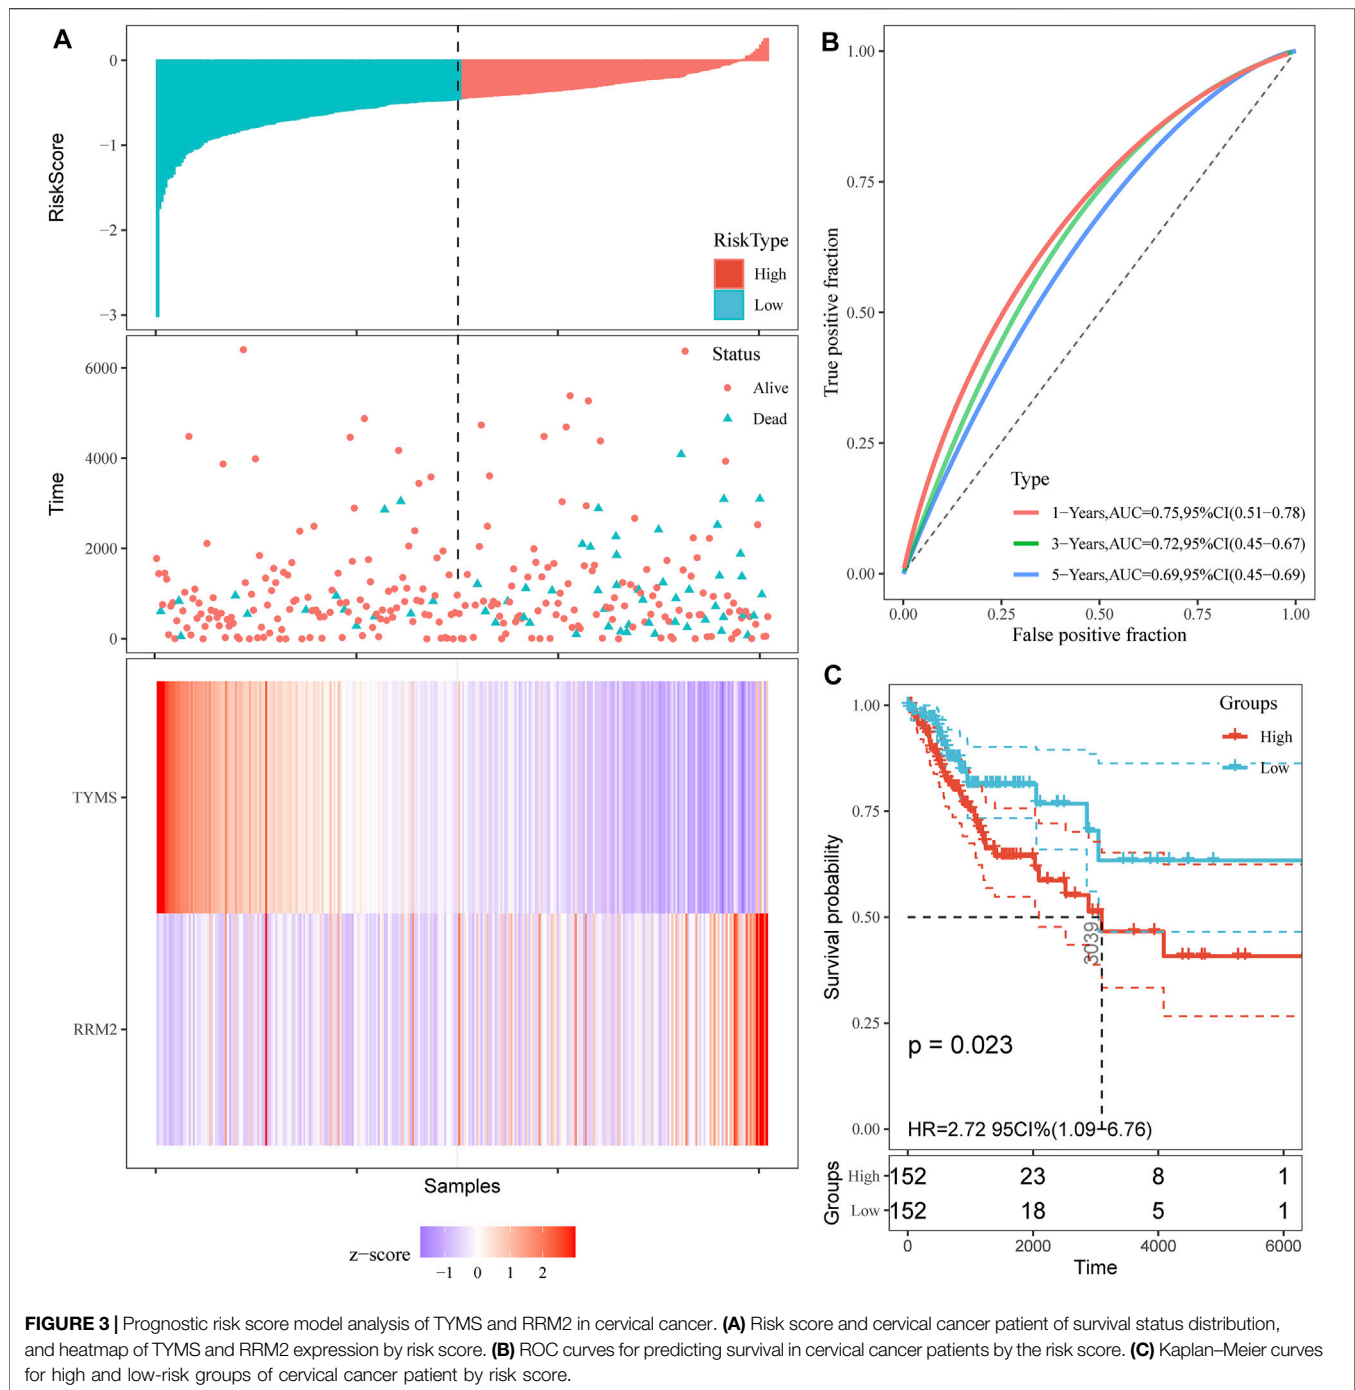 A
0
−1
−2
−3
RiskScore
RiskType
High
Low
6000
4000
2000
0
Time
Status
Alive
Dead
TYMS
RRM2
Samples
z−score
−1 0 1 2
B
1.00
0.75
0.50
0.25
0.00
True positive fraction
Type
1−Years,AUC=0.75,95%CI(0.51−0.78)
3−Years,AUC=0.72,95%CI(0.45−0.67)
5−Years,AUC=0.69,95%CI(0.45−0.69)
0.00 0.25 0.50 0.75 1.00
False positive fraction
C
1.00
0.75
0.50
0.25
0.00
Survival probability
Groups
High
Low
3039
p = 0.023
HR=2.72 95CI%(1.09−6.76)
Groups
High 152 23 8 1
Low 152 18 5 1
0 2000 4000 6000
Time
FIGURE 3 | Prognostic risk score model analysis of TYMS and RRM2 in cervical cancer. (A) Risk score and cervical cancer patient of survival status distribution,
and heatmap of TYMS and RRM2 expression by risk score. (B) ROC curves for predicting survival in cervical cancer patients by the risk score. (C) Kaplan–Meier curves
for high and low-risk groups of cervical cancer patient by risk score.